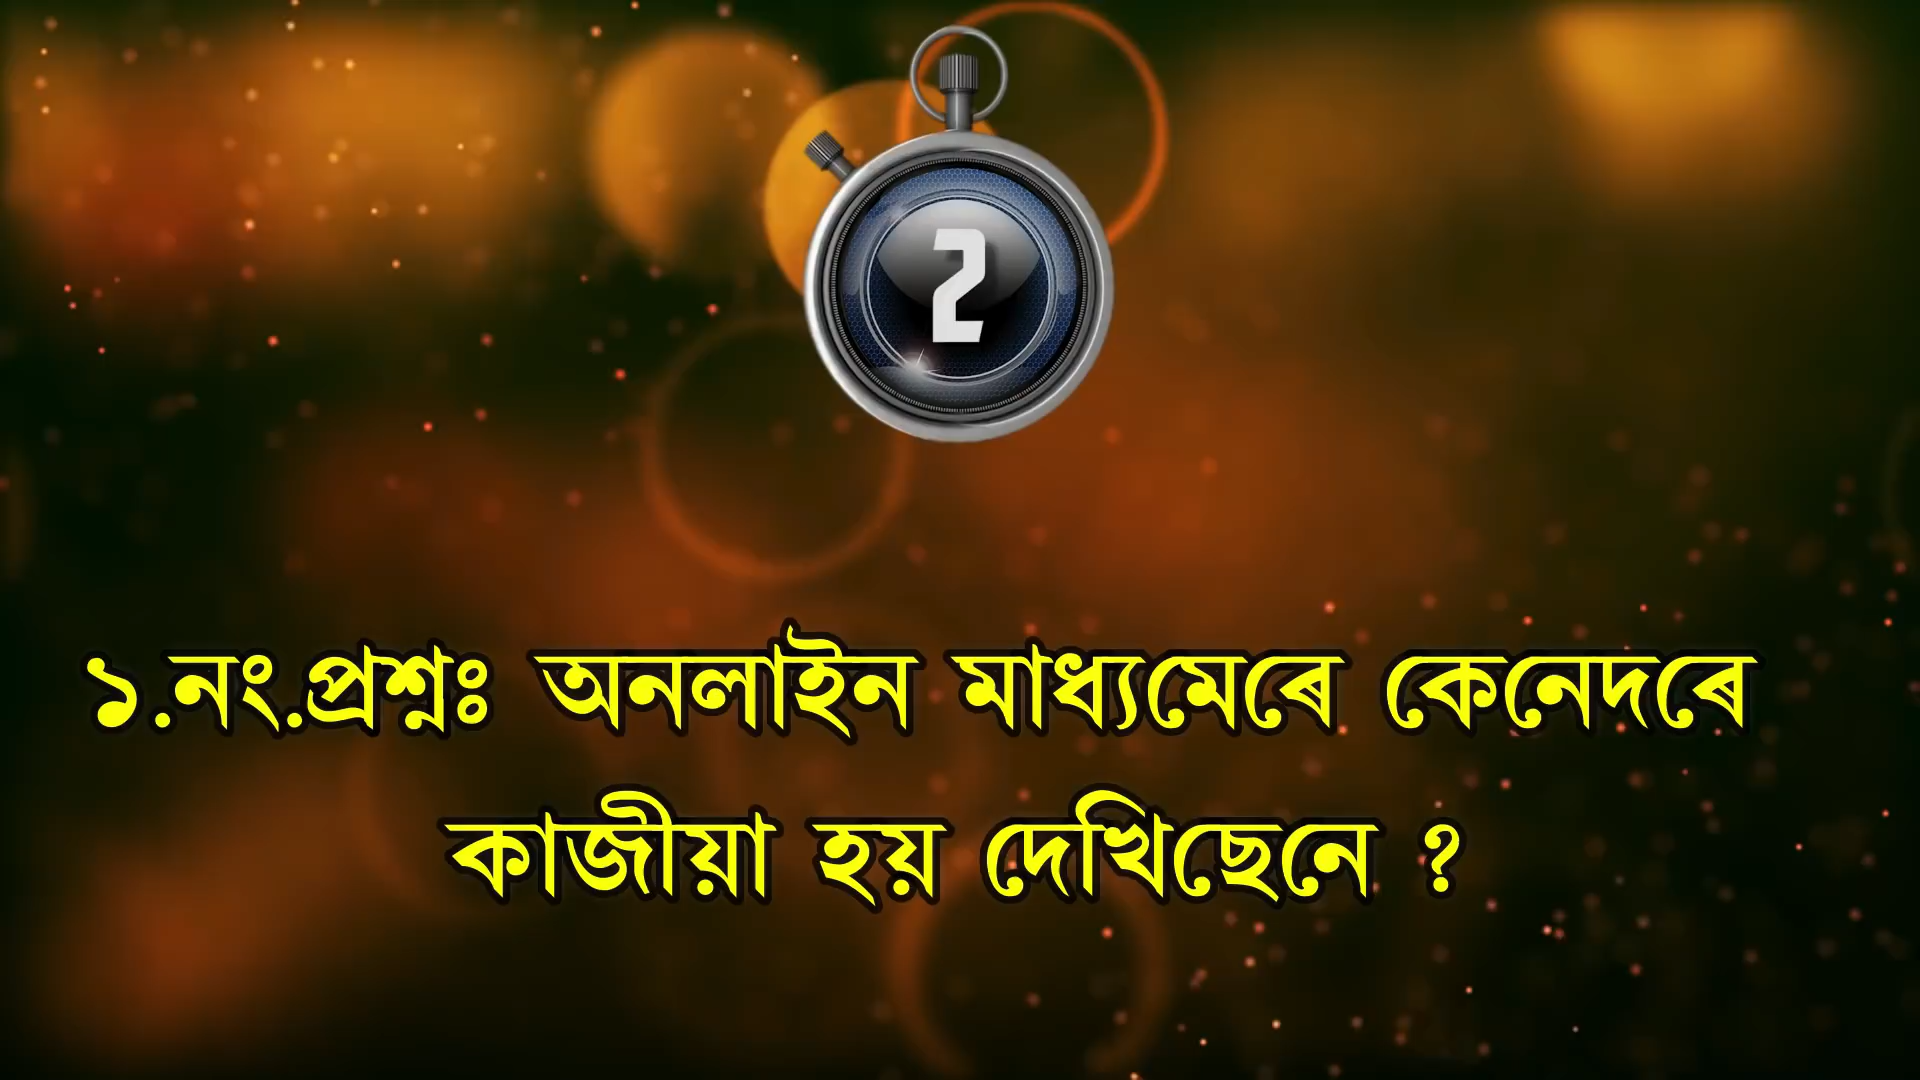 2
১.নং.প্ৰশ্নঃ অনলাইন মাধ্যমেৰে কেনেদৰে
কাজীয়া হয় দেখিছেনে ?